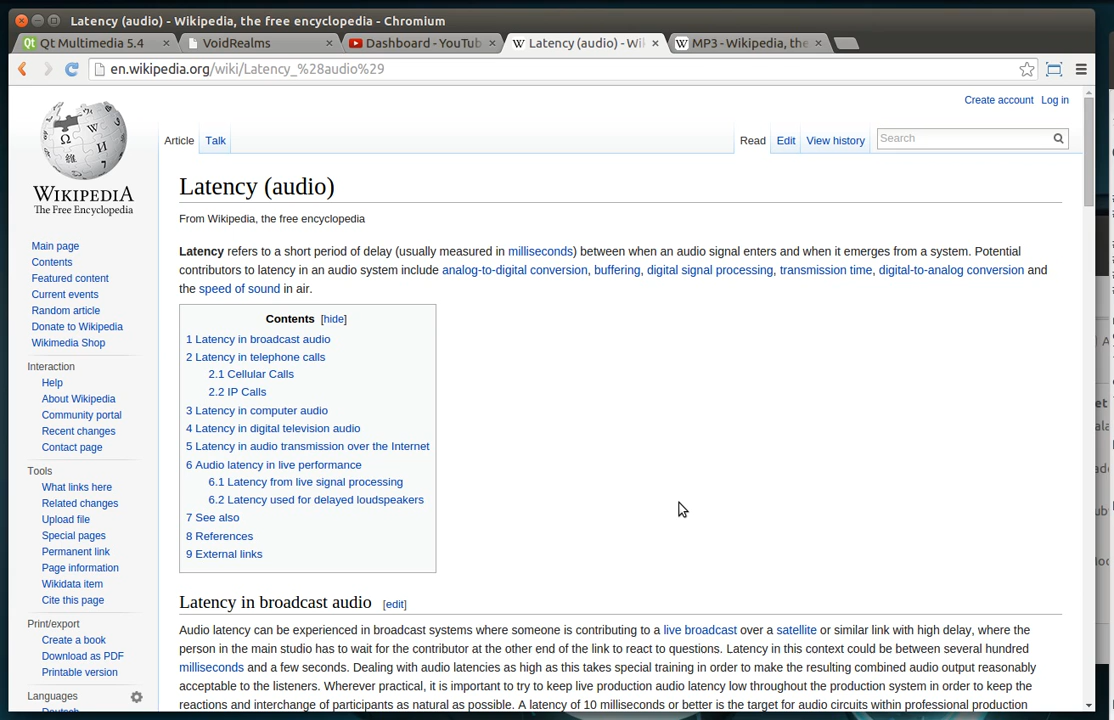 Latency (audio) - Wikipedia, the free encyclopedia - Chromium
Qt Multimedia 5.4
VoidRealms
Dashboard - YouTub
Latency (audio) - Wi
MP3 - Wikipedia, the
en.wikipedia.org/wiki/Latency_%28audio%29
Create account Log in
Article Talk
Read Edit View history Search
WIKIPEDIA
The Free Encyclopedia
Main page
Contents
Featured content
Current events
Random article
Donate to Wikipedia
Wikimedia Shop
Interaction
Help
About Wikipedia
Community portal
Recent changes
Contact page
Tools
What links here
Related changes
Upload file
Special pages
Permanent link
Page information
Wikidata item
Cite this page
Print/export
Create a book
Download as PDF
Printable version
Languages
Deutsch
Latency (audio)
From Wikipedia, the free encyclopedia
Latency refers to a short period of delay (usually measured in milliseconds) between when an audio signal enters and when it emerges from a system. Potential
contributors to latency in an audio system include analog-to-digital conversion, buffering, digital signal processing, transmission time, digital-to-analog conversion and
the speed of sound in air.
Contents [hide]
1 Latency in broadcast audio
2 Latency in telephone calls
2.1 Cellular Calls
2.2 IP Calls
3 Latency in computer audio
4 Latency in digital television audio
5 Latency in audio transmission over the Internet
6 Audio latency in live performance
6.1 Latency from live signal processing
6.2 Latency used for delayed loudspeakers
7 See also
8 References
9 External links
Latency in broadcast audio [edit]
Audio latency can be experienced in broadcast systems where someone is contributing to a live broadcast over a satellite or similar link with high delay, where the
person in the main studio has to wait for the contributor at the other end of the link to react to questions. Latency in this context could be between several hundred
milliseconds and a few seconds. Dealing with audio latencies as high as this takes special training in order to make the resulting combined audio output reasonably
acceptable to the listeners. Wherever practical, it is important to try to keep live production audio latency low throughout the production system in order to keep the
reactions and interchange of participants as natural as possible. A latency of 10 milliseconds or better is the target for audio circuits within professional production